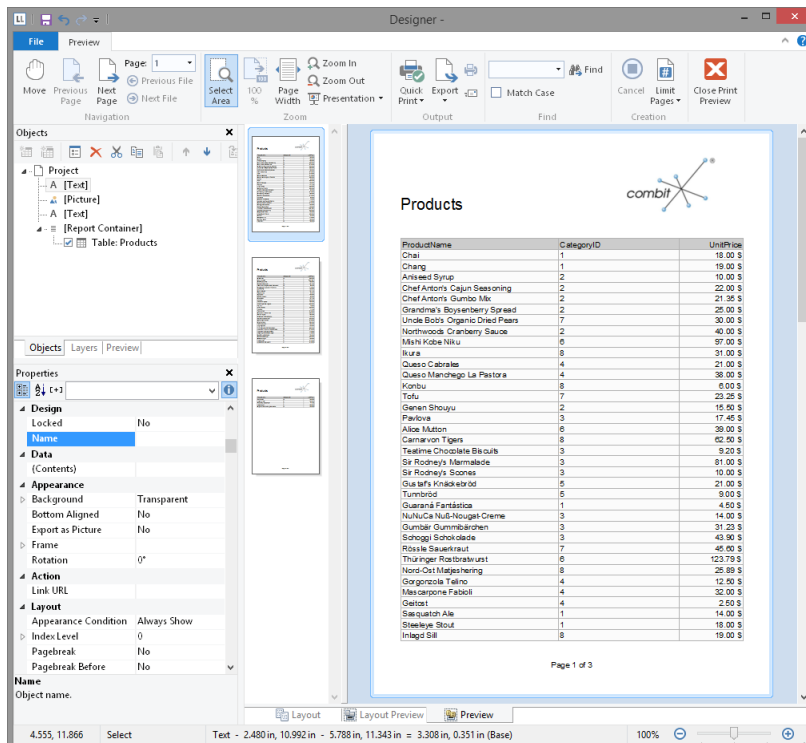 LL
Designer -
File Preview
Move
Previous Page
Next Page
Page: 1
Previous File
Next File
Navigation
Select Area
100 %
Page Width
Zoom In
Zoom Out
Presentation
Zoom
Quick Print
Export
Output
Find
Match Case
Find
Cancel
Limit Pages
Creation
Close Print Preview
Objects
Project
A [Text]
[Picture]
A [Text]
[Report Container]
Table: Products
Objects Layers Preview
Properties
Design
Locked No
Name
Data
(Contents)
Appearance
Background Transparent
Bottom Aligned No
Export as Picture No
Frame
Rotation 0°
Action
Link URL
Layout
Appearance Condition Always Show
Index Level 0
Pagebreak No
Pagebreak Before No
Name
Object name.
combit
Products
ProductName CategoryID UnitPrice
Chai 1 18.00 $
Chang 1 19.00 $
Aniseed Syrup 2 10.00 $
Chef Anton's Cajun Seasoning 2 22.00 $
Chef Anton's Gumbo Mix 2 21.35 $
Grandma's Boysenberry Spread 2 25.00 $
Uncle Bob's Organic Dried Pears 7 30.00 $
Northwoods Cranberry Sauce 2 40.00 $
Mishi Kobe Niku 6 97.00 $
Ikura 8 31.00 $
Queso Cabrales 4 21.00 $
Queso Manchego La Pastora 4 38.00 $
Konbu 8 6.00 $
Tofu 7 23.25 $
Genen Shouyu 2 15.50 $
Pavlova 3 17.45 $
Alice Mutton 6 39.00 $
Carnarvon Tigers 8 62.50 $
Teatime Chocolate Biscuits 3 9.20 $
Sir Rodney's Marmalade 3 81.00 $
Sir Rodney's Scones 3 10.00 $
Gustaf's Knäckebröd 5 21.00 $
Tunnbröd 5 9.00 $
Guaraná Fantástica 1 4.50 $
NuNuCa Nuß-Nougat-Creme 3 14.00 $
Gumbär Gummibärchen 3 31.23 $
Schoggi Schokolade 3 43.90 $
Rössle Sauerkraut 7 45.60 $
Thüringer Rostbratwurst 6 123.79 $
Nord-Ost Matjeshering 8 25.89 $
Gorgonzola Telino 4 12.50 $
Mascarpone Fabioli 4 32.00 $
Geitost 4 2.50 $
Sasquatch Ale 1 14.00 $
Steeleye Stout 1 18.00 $
Inlagd Sill 8 19.00 $
Page 1 of 3
Layout Layout Preview Preview
4.555, 11.866 Select Text - 2.480 in, 10.992 in - 5.788 in, 11.343 in = 3.308 in, 0.351 in (Base) 100%